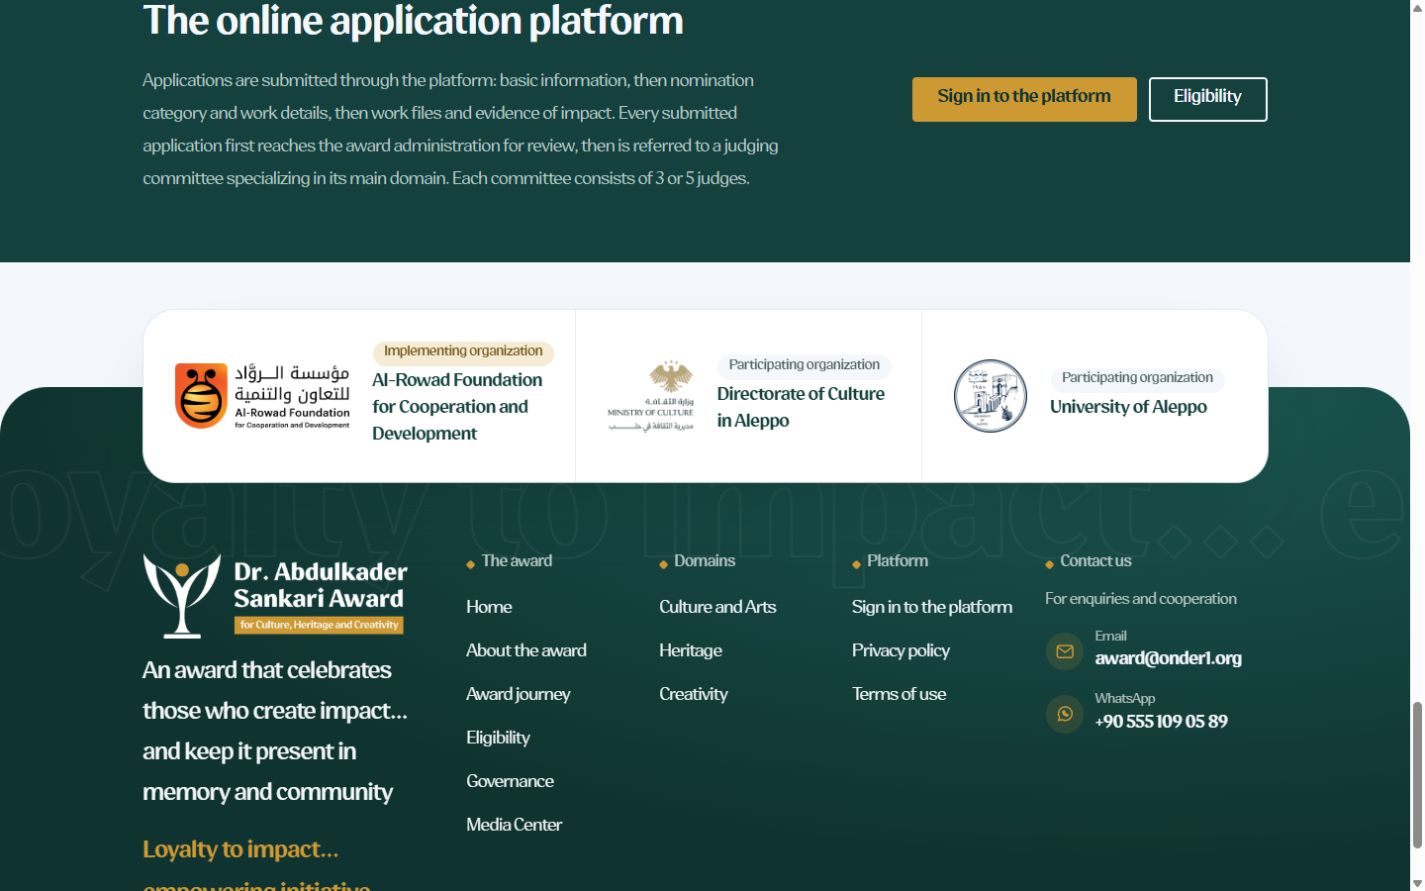 The online application platform
Applications are submitted through the platform: basic information, then nomination
category and work details, then work files and evidence of impact. Every submitted
application first reaches the award administration for review, then is referred to a judging
committee specializing in its main domain. Each committee consists of 3 or 5 judges.
Sign in to the platform
Eligibility
مؤسسة الـــروَّاد
للتعاون والتنمية
Al-Rowad Foundation
for Cooperation and Development
Implementing organization
Al-Rowad Foundation
for Cooperation and
Development
وزارة الثقـافــة
MINISTRY OF CULTURE
مديرية الثقافة في حلـــــب
Participating organization
Directorate of Culture
in Aleppo
Participating organization
University of Aleppo
oyalty to impact... e
Dr. Abdulkader
Sankari Award
for Culture, Heritage and Creativity
An award that celebrates
those who create impact...
and keep it present in
memory and community
Loyalty to impact...
empowering initiative
The award
Home
About the award
Award journey
Eligibility
Governance
Media Center
Domains
Culture and Arts
Heritage
Creativity
Platform
Sign in to the platform
Privacy policy
Terms of use
Contact us
For enquiries and cooperation
Email
award@onder1.org
WhatsApp
+90 555 109 05 89